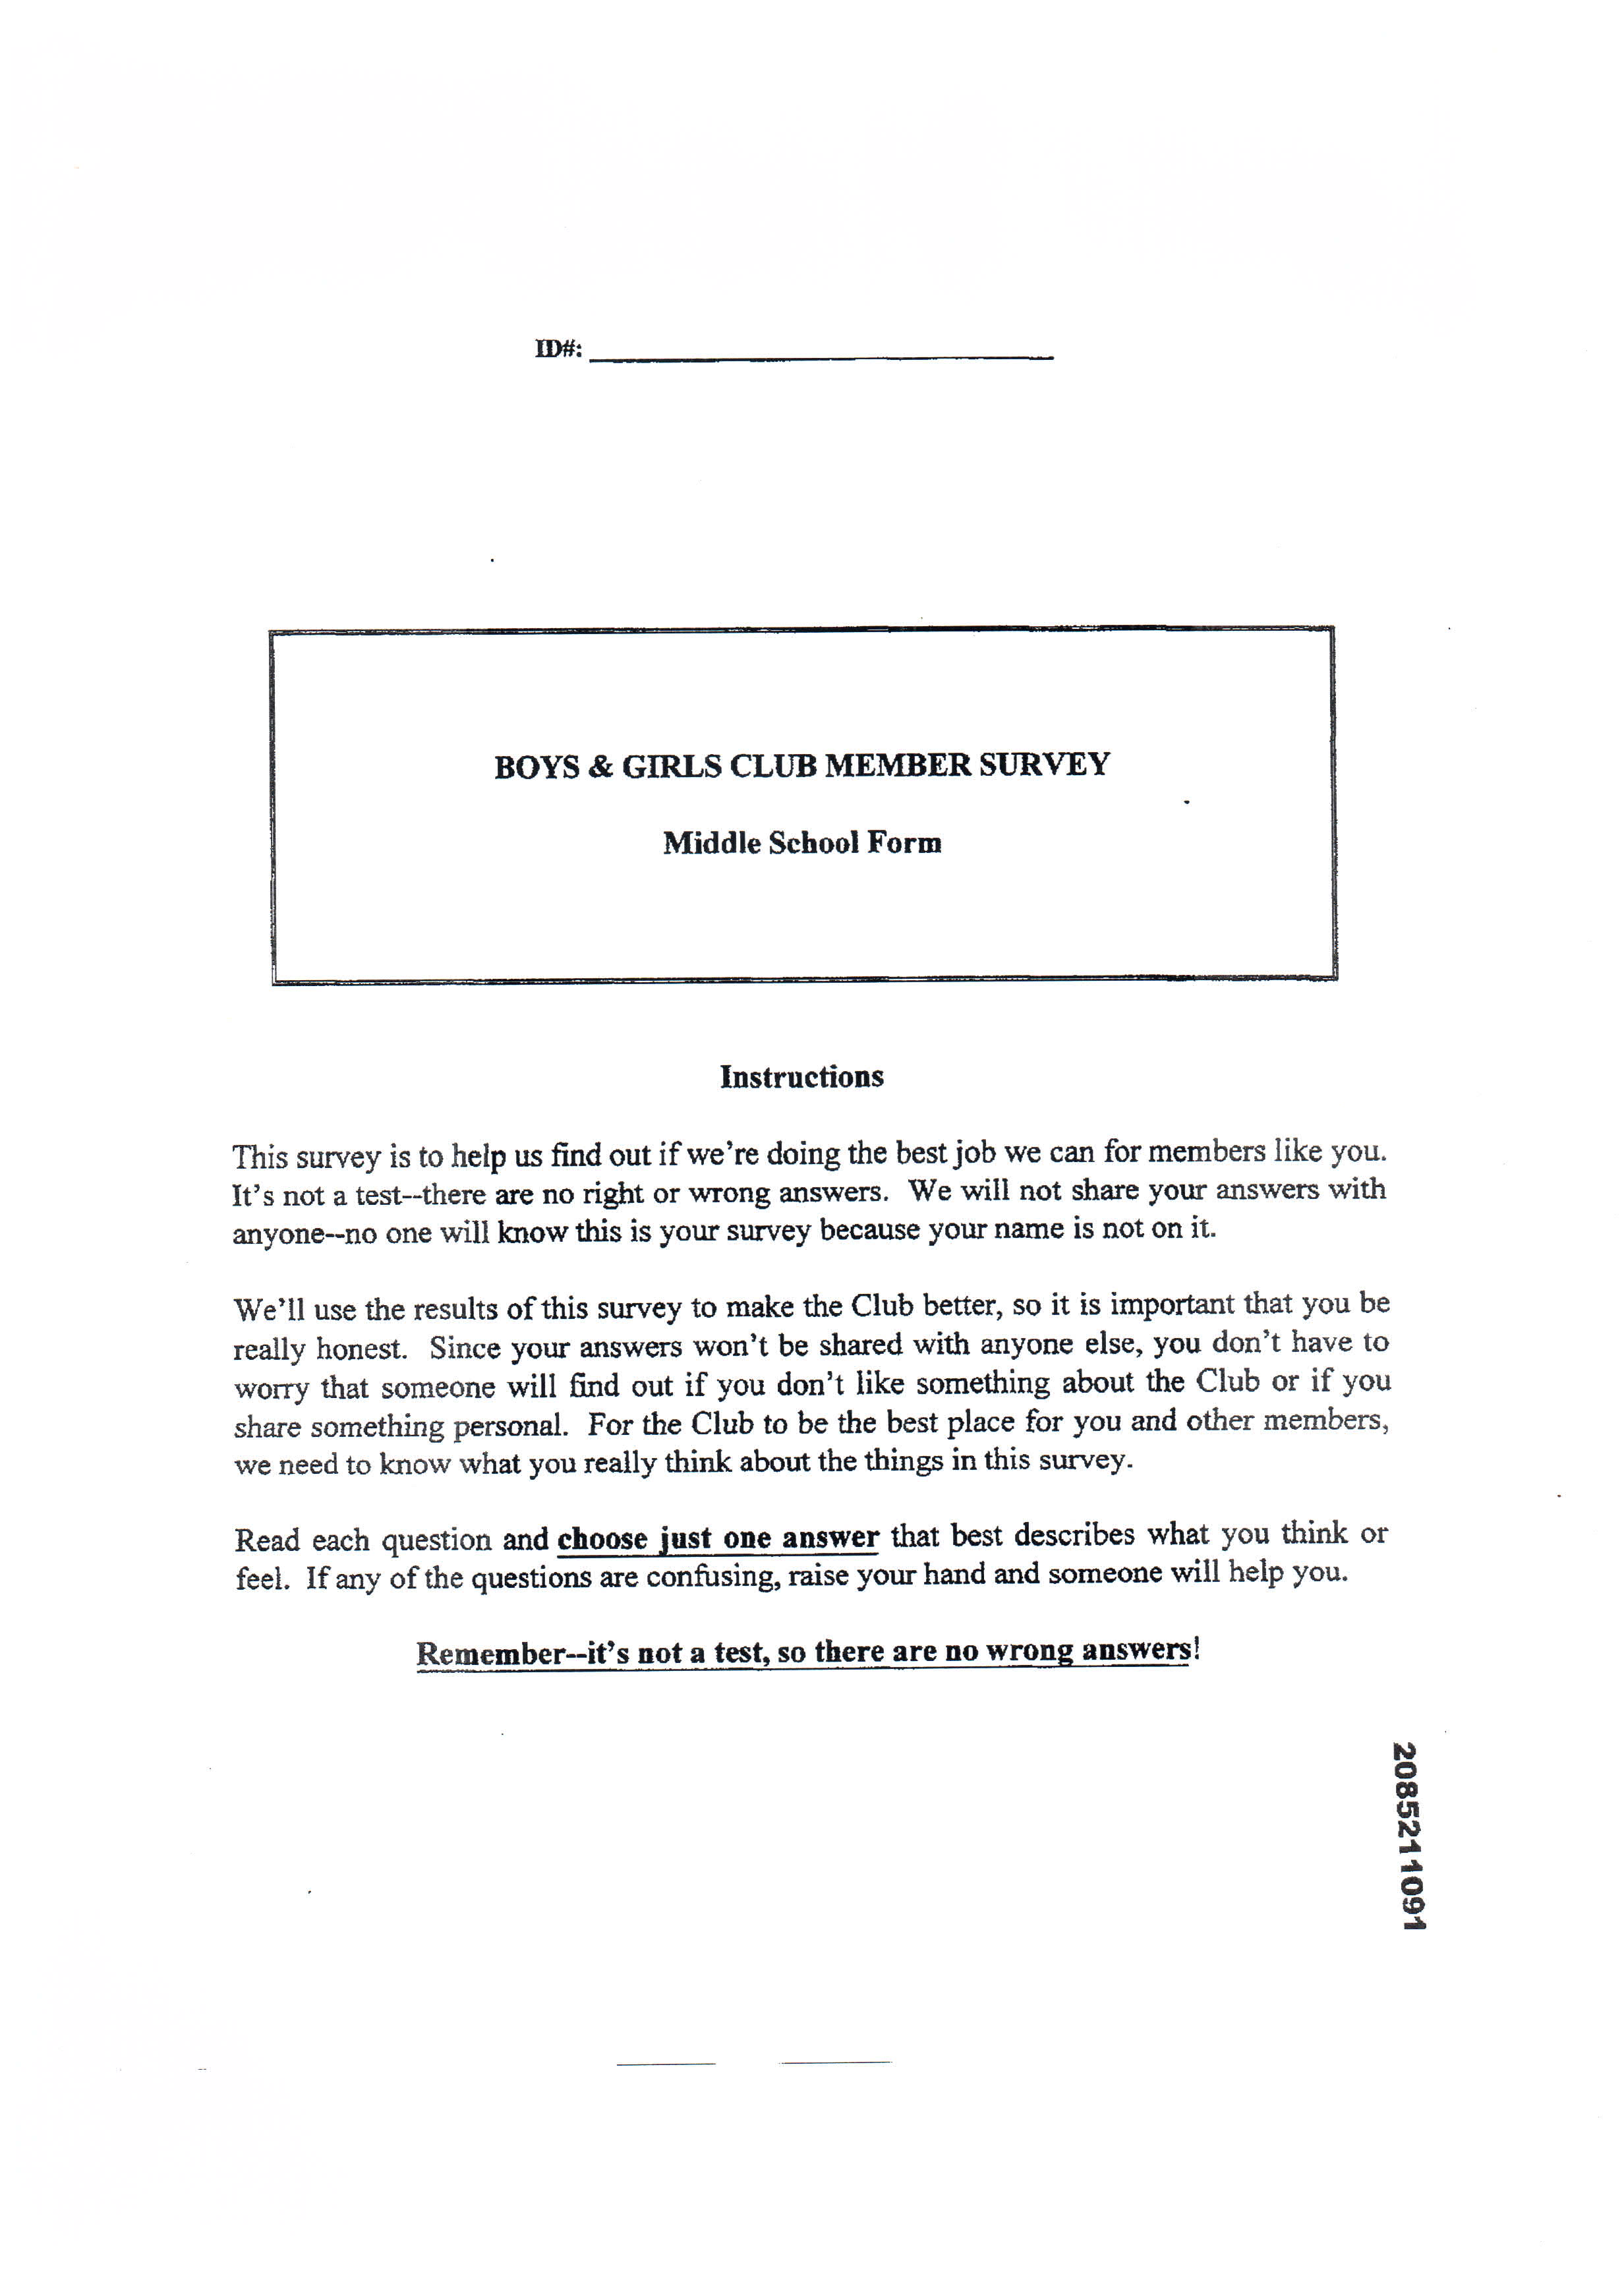 ID#:
BOYS & GIRLS CLUB MEMBER SURVEY
Middle School Form
Instructions
This survey is to help us find out if we're doing the best job we can for members like you.
It's not a test--there are no right or wrong answers. We will not share your answers with
anyone--no one will know this is your survey because your name is not on it.
We'll use the results of this survey to make the Club better, so it is important that you be
really honest. Since your answers won't be shared with anyone else, you don't have to
worry that someone will find out if you don't like something about the Club or if you
share something personal. For the Club to be the best place for you and other members,
we need to know what you really think about the things in this survey.
Read each question and choose just one answer that best describes what you think or
feel. If any of the questions are confusing, raise your hand and someone will help you.
Remember--it's not a test, so there are no wrong answers!
2085211091